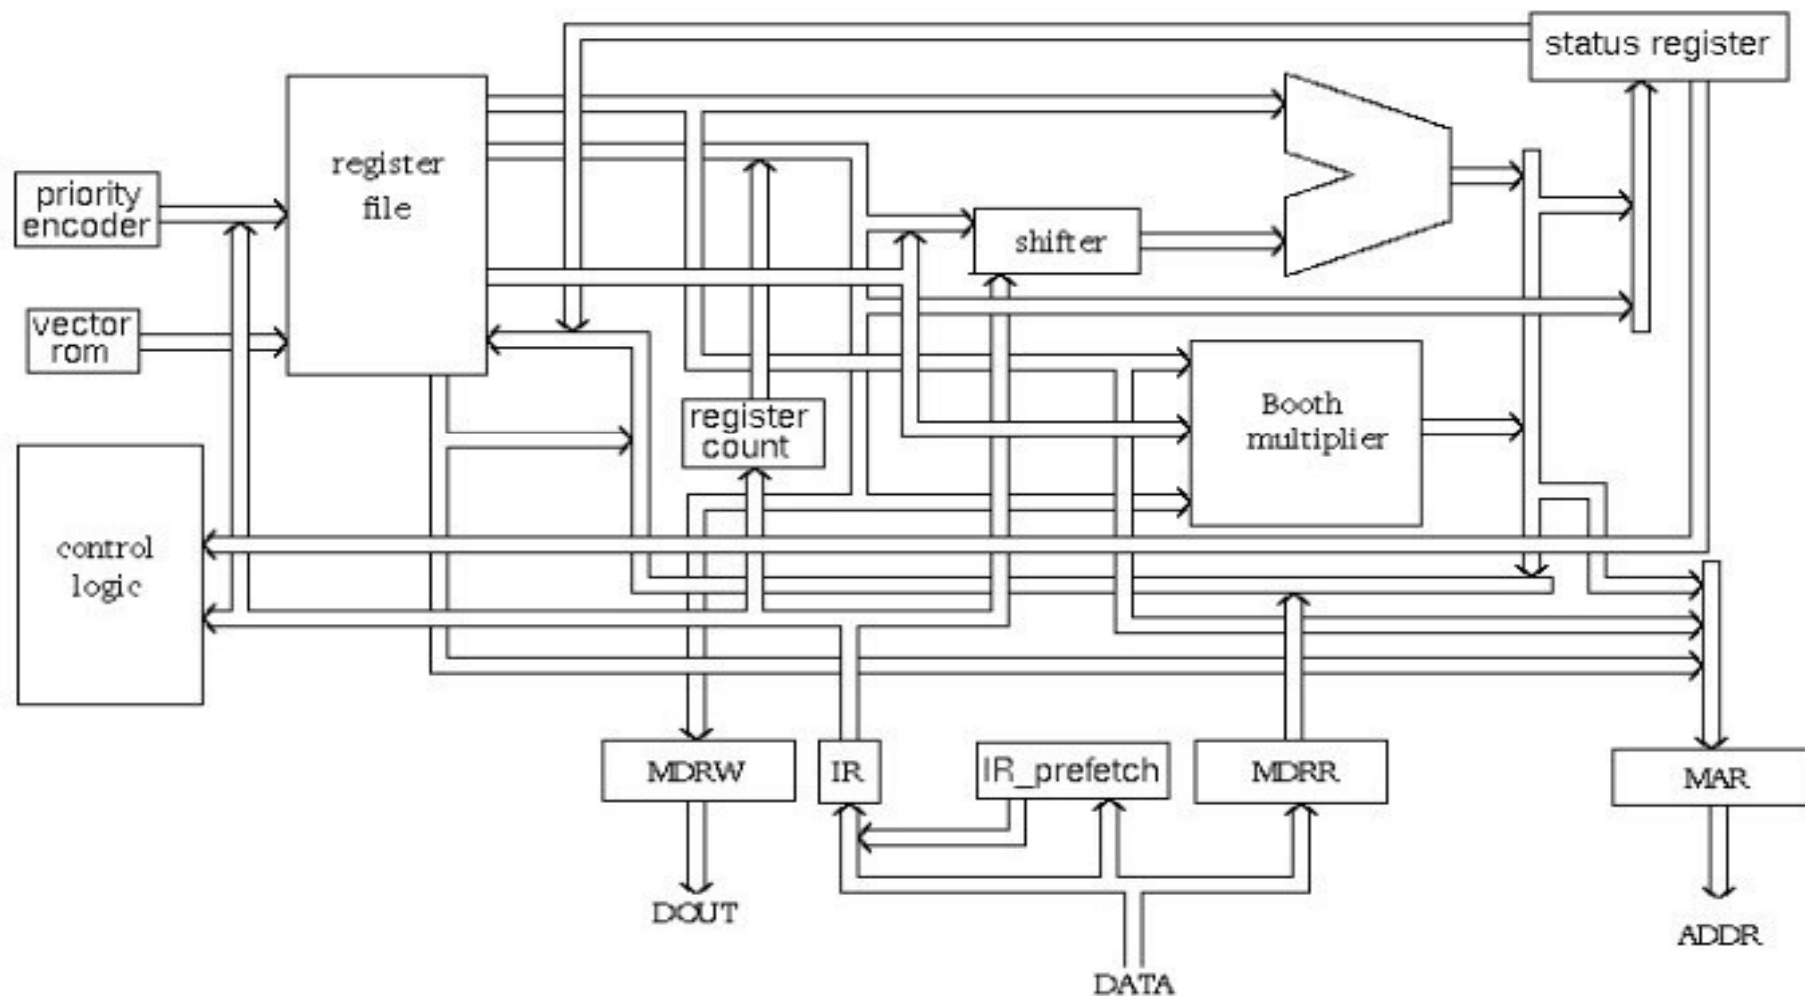 status register
register
file
priority
encoder
shifter
vector
rom
register
count
Booth
multiplier
control
logic
MDRW
IR
IR_prefetch
MDRR
MAR
DOUT
ADDR
DATA